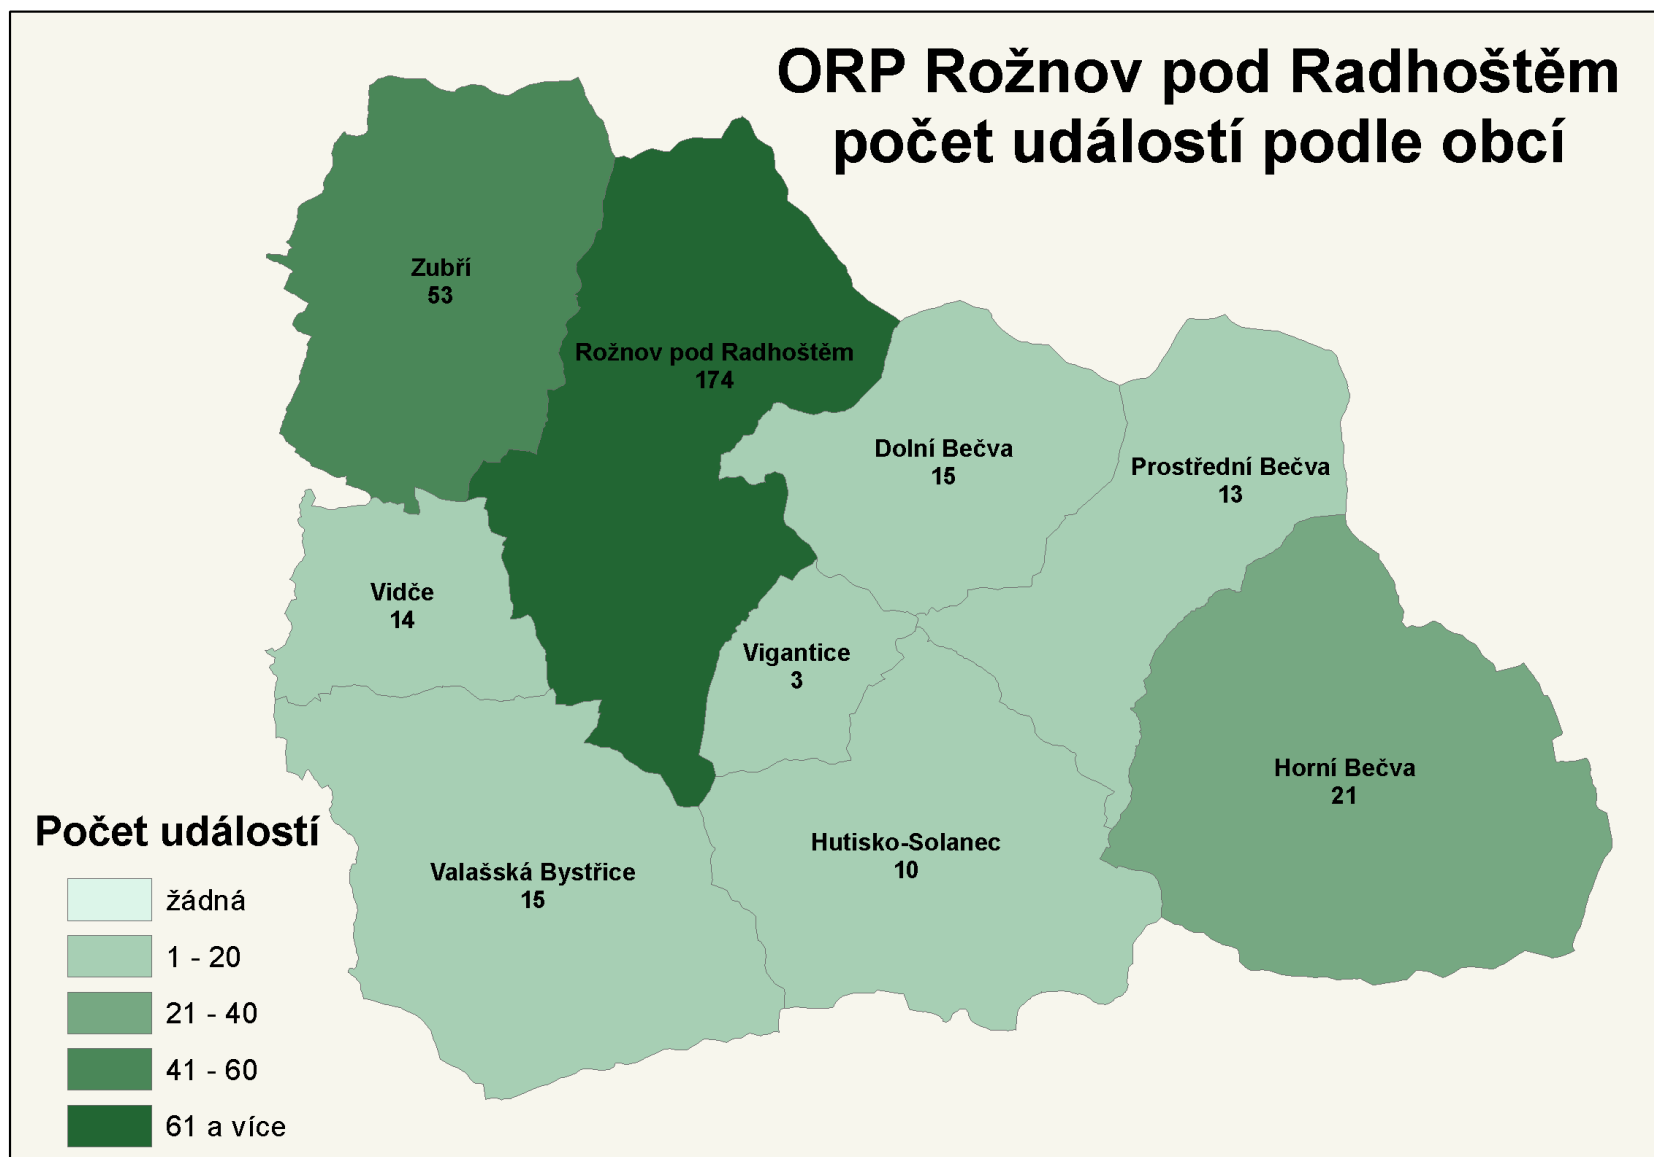 ORP Rožnov pod Radhoštěm
počet událostí podle obcí
Zubří
53
Rožnov pod Radhoštěm
174
Dolní Bečva
15
Prostřední Bečva
13
Vidče
14
Vigantice
3
Horní Bečva
21
Hutisko-Solanec
10
Valašská Bystřice
15
Počet událostí
žádná
1 - 20
21 - 40
41 - 60
61 a více